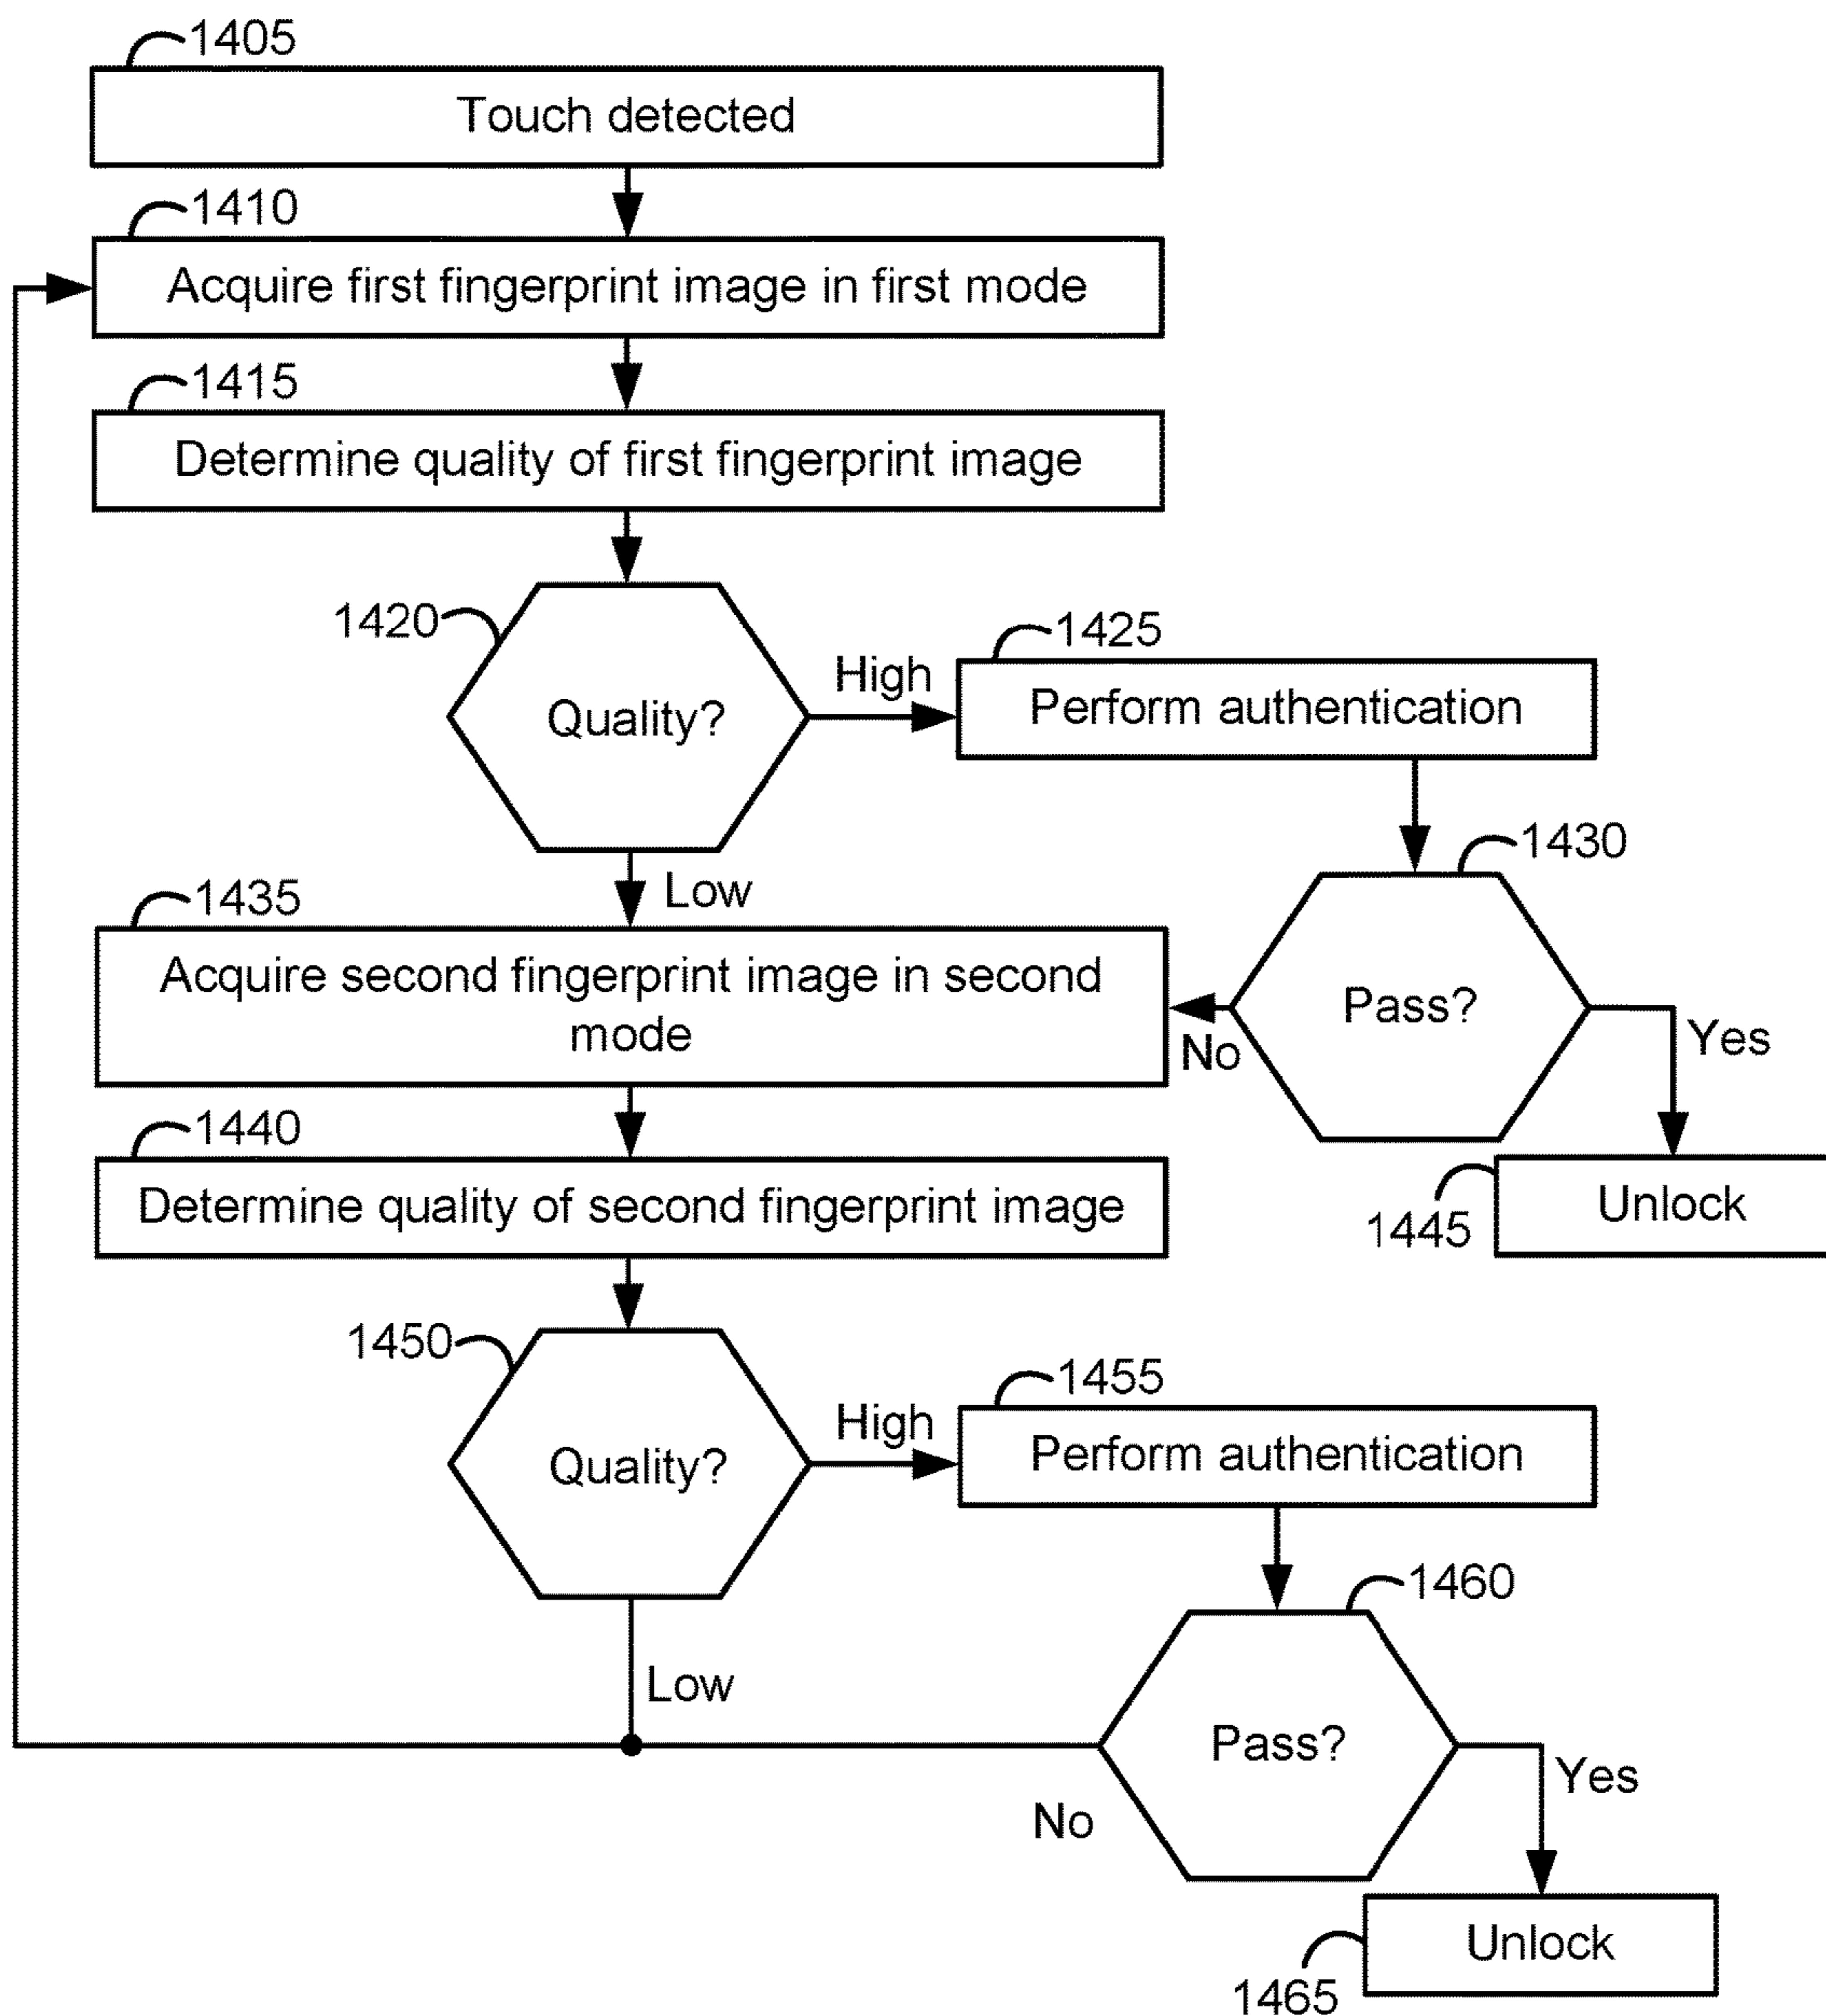 1405
Touch detected
1410
Acquire first fingerprint image in first mode
1415
Determine quality of first fingerprint image
1420
Quality?
High
1425
Perform authentication
Low
1430
Pass?
No
Yes
1435
Acquire second fingerprint image in second
mode
1440
Determine quality of second fingerprint image
1445
Unlock
1450
Quality?
High
1455
Perform authentication
Low
1460
Pass?
No
Yes
1465
Unlock